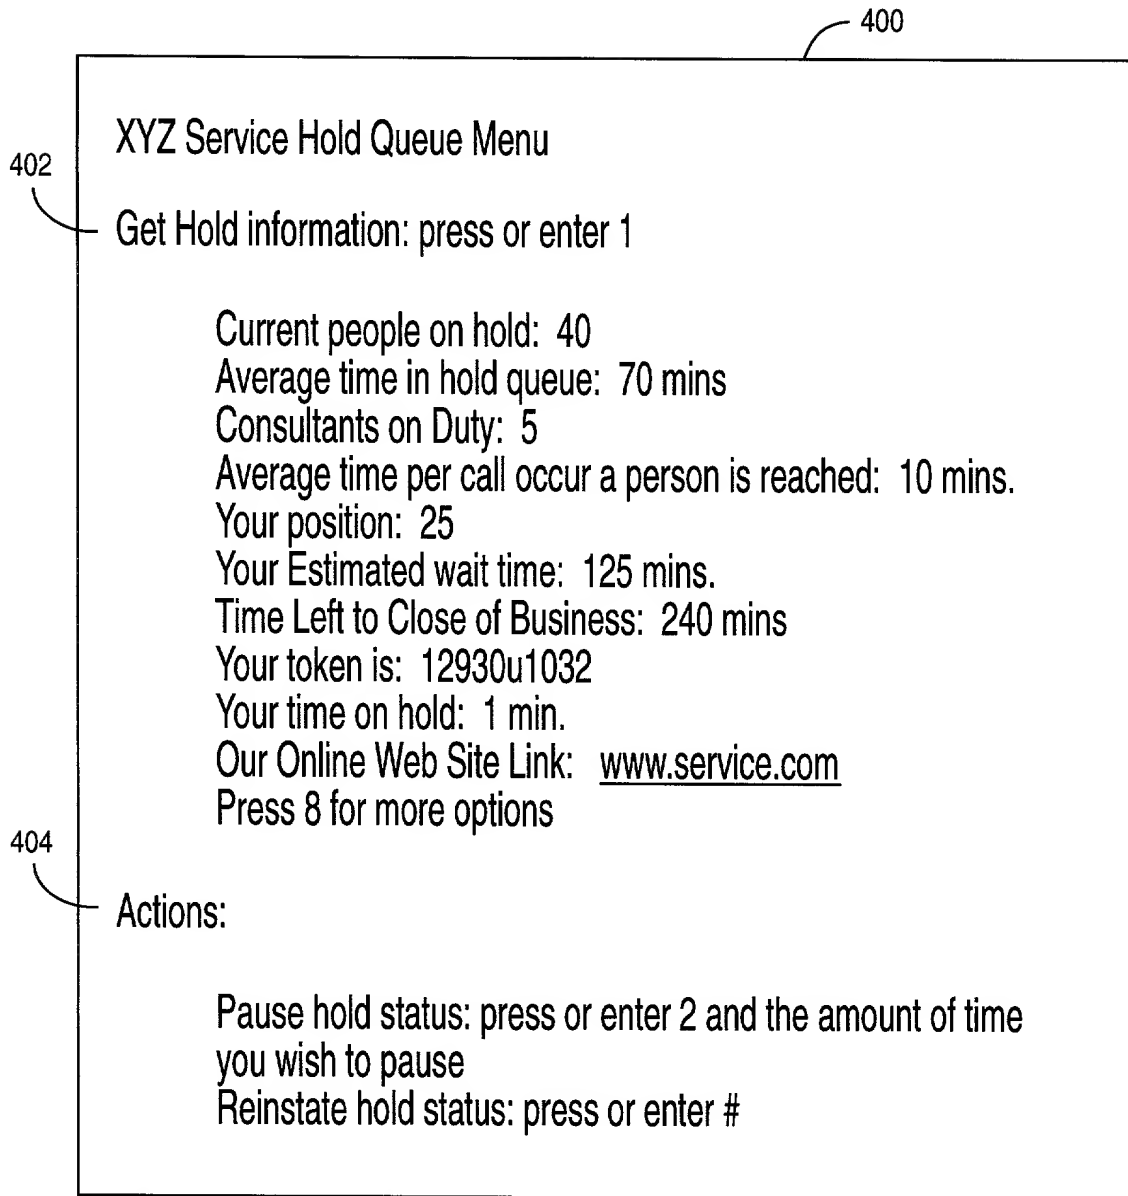 400
XYZ Service Hold Queue Menu
402
Get Hold information: press or enter 1
Current people on hold: 40
Average time in hold queue: 70 mins
Consultants on Duty: 5
Average time per call occur a person is reached: 10 mins.
Your position: 25
Your Estimated wait time: 125 mins.
Time Left to Close of Business: 240 mins
Your token is: 12930u1032
Your time on hold: 1 min.
Our Online Web Site Link: www.service.com
Press 8 for more options
404
Actions:
Pause hold status: press or enter 2 and the amount of time
you wish to pause
Reinstate hold status: press or enter #